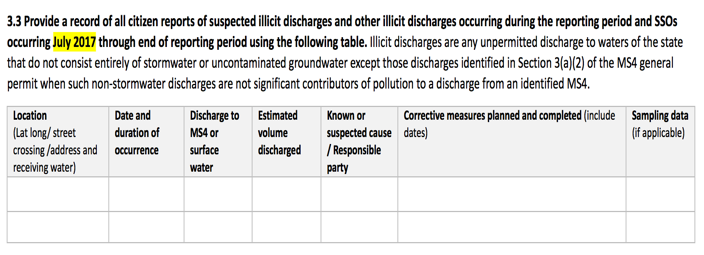 3.3 Provide a record of all citizen reports of suspected illicit discharges and other illicit discharges occurring during the reporting period and SSOs
occurring July 2017 through end of reporting period using the following table. Illicit discharges are any unpermitted discharge to waters of the state
that do not consist entirely of stormwater or uncontaminated groundwater except those discharges identified in Section 3(a)(2) of the MS4 general
permit when such non-stormwater discharges are not significant contributors of pollution to a discharge from an identified MS4.
Location
(Lat long/ street
crossing /address and
receiving water)
Date and
duration of
occurrence
Discharge to
MS4 or
surface
water
Estimated
volume
discharged
Known or
suspected cause
/ Responsible
party
Corrective measures planned and completed (include
dates)
Sampling data
(if applicable)